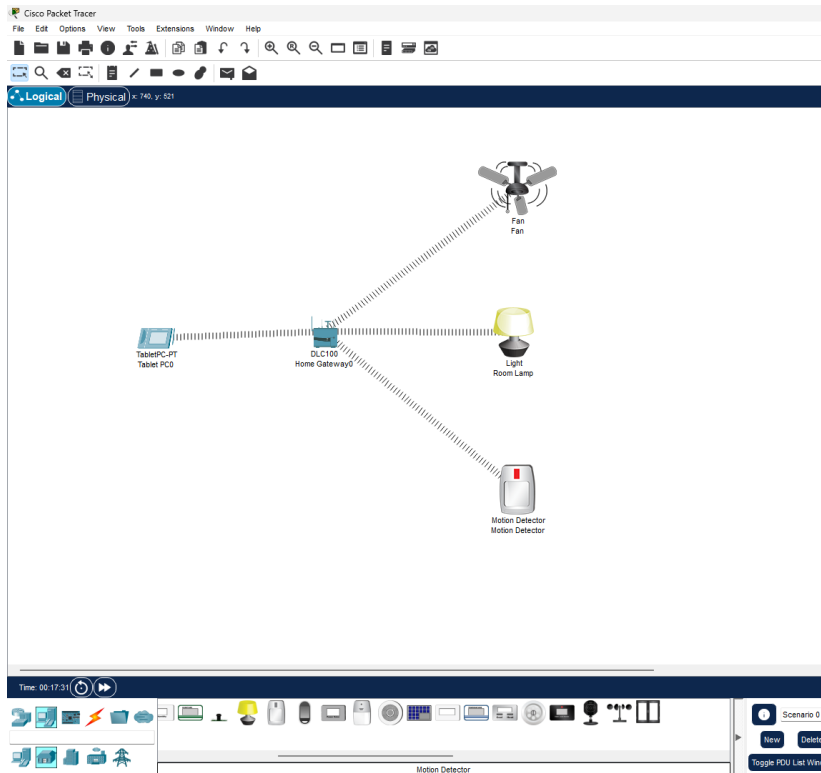 Cisco Packet Tracer
File Edit Options View Tools Extensions Window Help
Logical Physical x: 740, y: 521
Fan
Fan
TabletPC-PT
Tablet PC0
DLC100
Home Gateway0
Light
Room Lamp
Motion Detector
Motion Detector
Time: 00:17:31
Scenario 0
New Delete
Toggle PDU List Win
Motion Detector